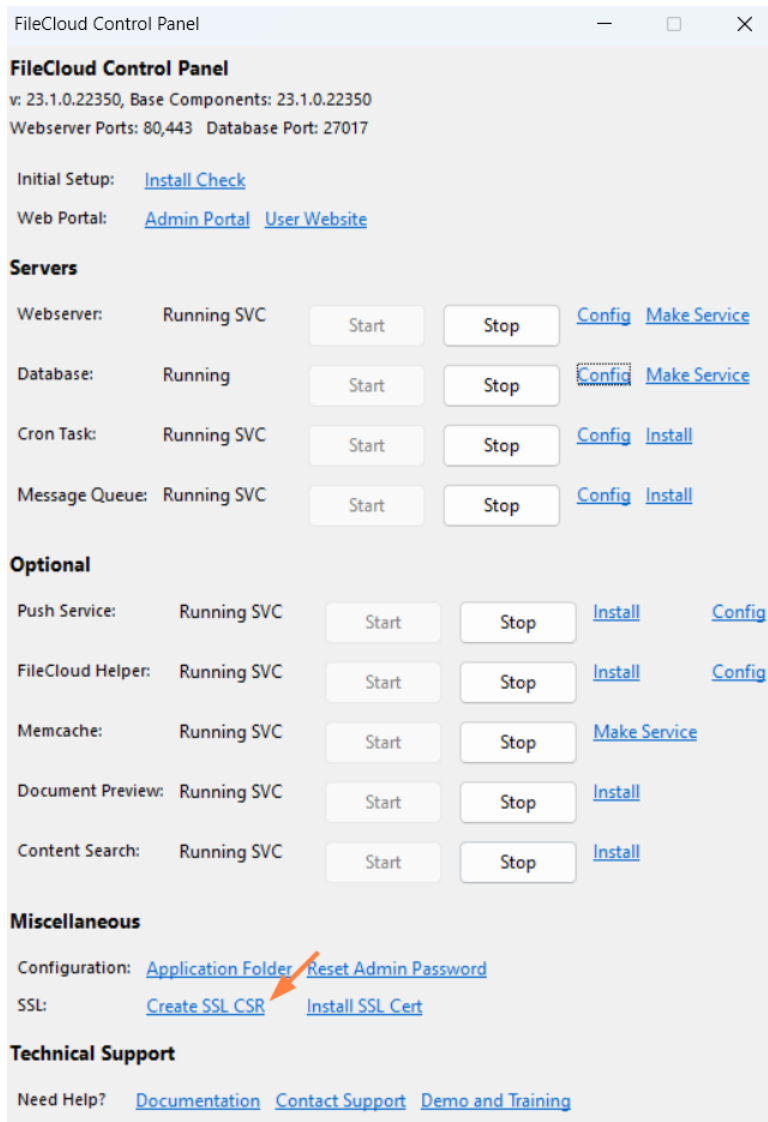 FileCloud Control Panel
FileCloud Control Panel
v: 23.1.0.22350, Base Components: 23.1.0.22350
Webserver Ports: 80,443 Database Port: 27017
Initial Setup: Install Check
Web Portal: Admin Portal User Website
Servers
Webserver: Running SVC Start Stop Config Make Service
Database: Running Start Stop Config Make Service
Cron Task: Running SVC Start Stop Config Install
Message Queue: Running SVC Start Stop Config Install
Optional
Push Service: Running SVC Start Stop Install Config
FileCloud Helper: Running SVC Start Stop Install Config
Memcache: Running SVC Start Stop Make Service
Document Preview: Running SVC Start Stop Install
Content Search: Running SVC Start Stop Install
Miscellaneous
Configuration: Application Folder Reset Admin Password
SSL: Create SSL CSR Install SSL Cert
Technical Support
Need Help? Documentation Contact Support Demo and Training